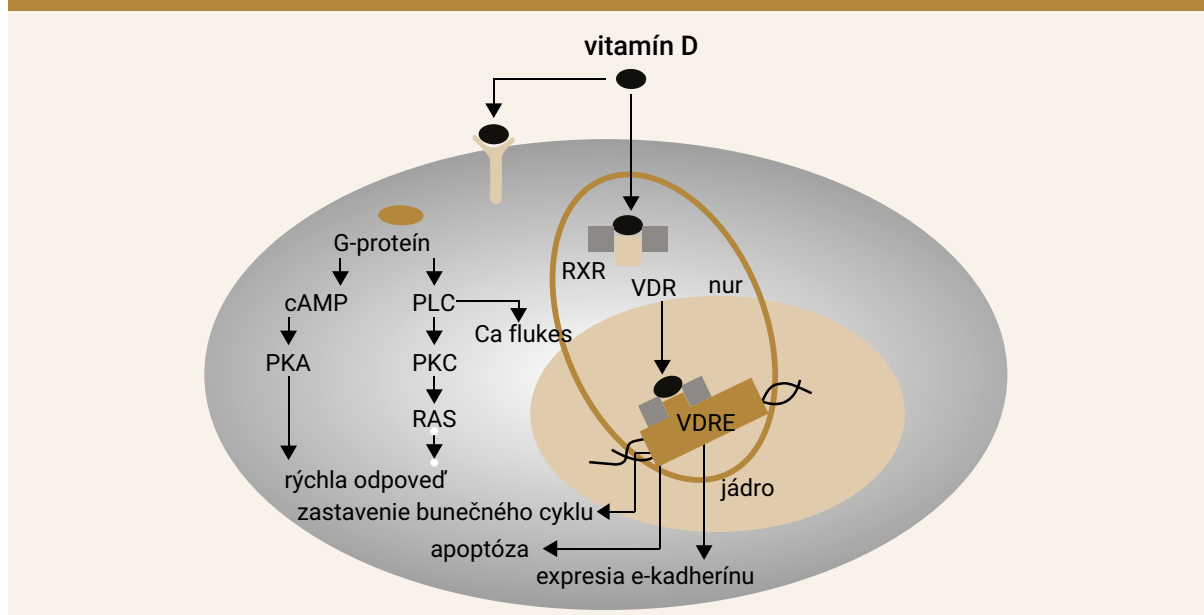 vitamín D
G-proteín
RXR
VDR
nur
cAMP
PLC
Ca flukes
PKA
PKC
RAS
VDRE
rýchla odpoveď
jádro
zastavenie bunečného cyklu
apoptóza
expresia e-kadherínu